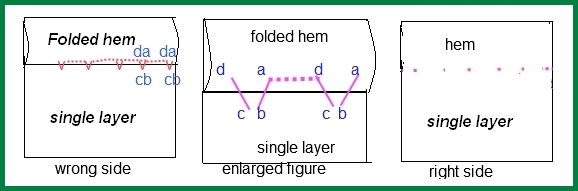 Folded hem
da da
cb cb
single layer
wrong side
folded hem
d a d a
c b c b
single layer
enlarged figure
hem
single layer
right side